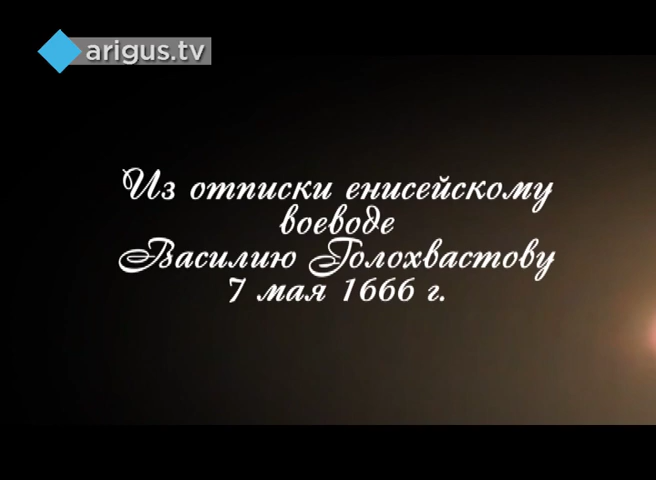 arigus.tv
Из отписки енисейскому
воеводе
Василию Голохвастову
7 мая 1666 г.